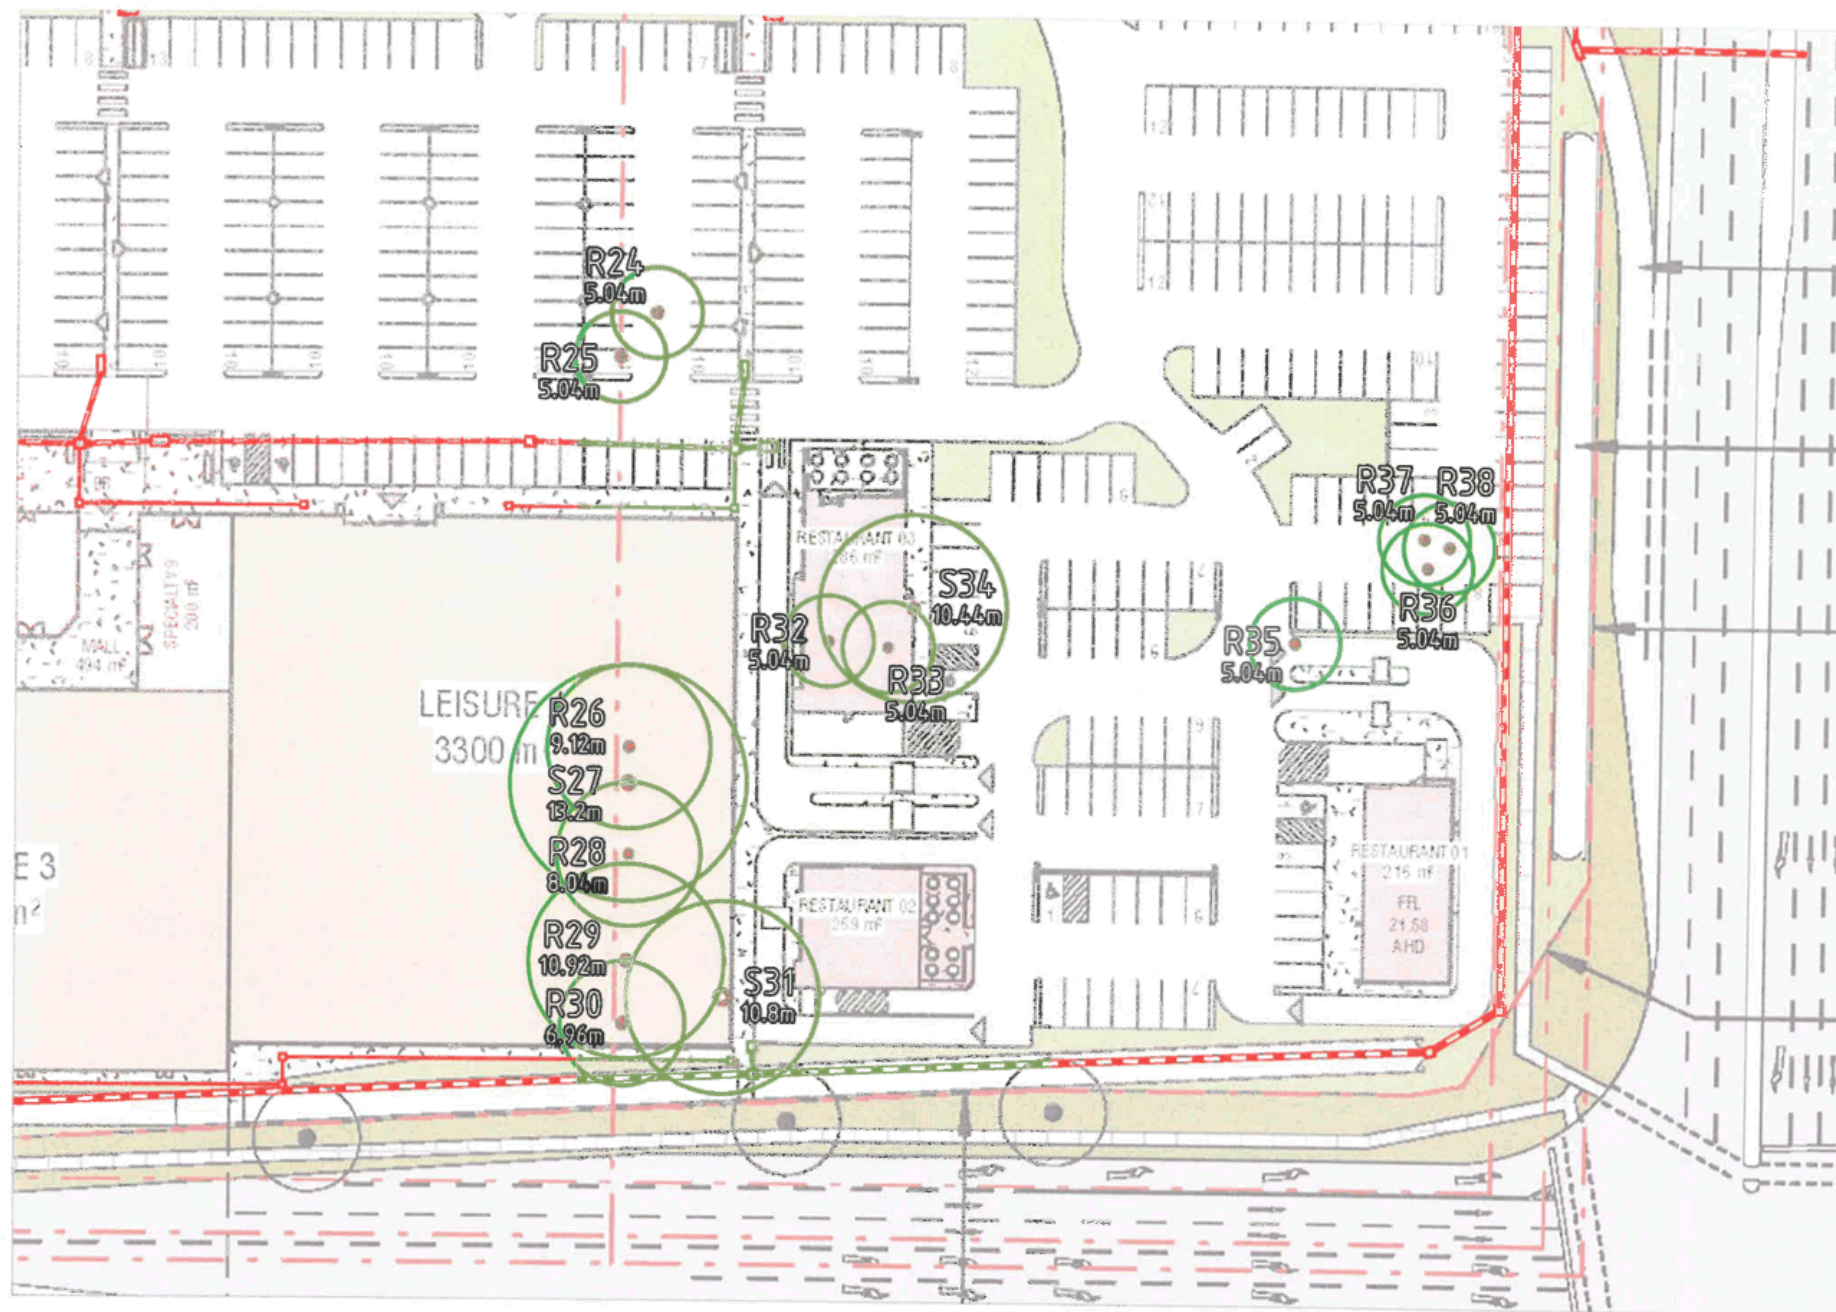 R24
5.04m
R25
5.04m
R37
5.04m
R38
5.04m
RESTAURANT 03
S34
10.44m
R32
5.04m
R33
5.04m
R35
5.04m
R36
5.04m
SPECIALTY 9
200 m²
MALL
494 m²
LEISURE
3300 m
R26
9.12m
S27
13.2m
R28
8.04m
R29
10.92m
R30
6.96m
S31
10.8m
E 3
m²
RESTAURANT 02
259 m²
RESTAURANT 01
215 m²
FFL
21.58
AHD